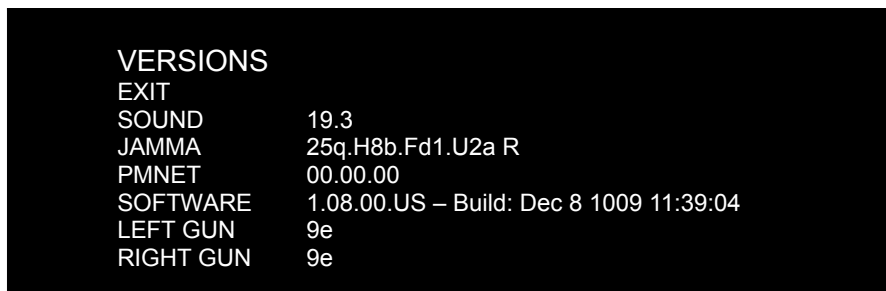 VERSIONS
EXIT
SOUND 19.3
JAMMA 25q.H8b.Fd1.U2a R
PMNET 00.00.00
SOFTWARE 1.08.00.US – Build: Dec 8 1009 11:39:04
LEFT GUN 9e
RIGHT GUN 9e